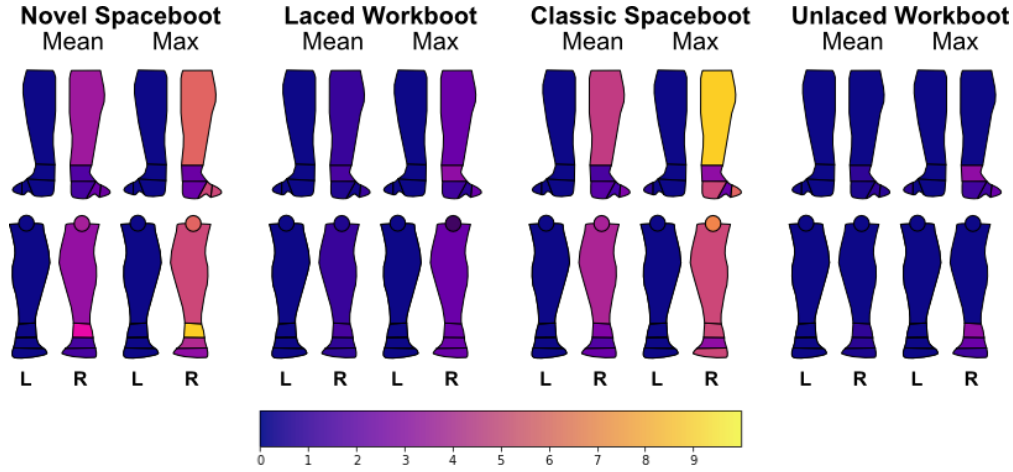 Novel Spaceboot Laced Workboot Classic Spaceboot Unlaced Workboot
Mean Max Mean Max Mean Max Mean Max
L R L R L R L R L R L R L R L R
0 1 2 3 4 5 6 7 8 9